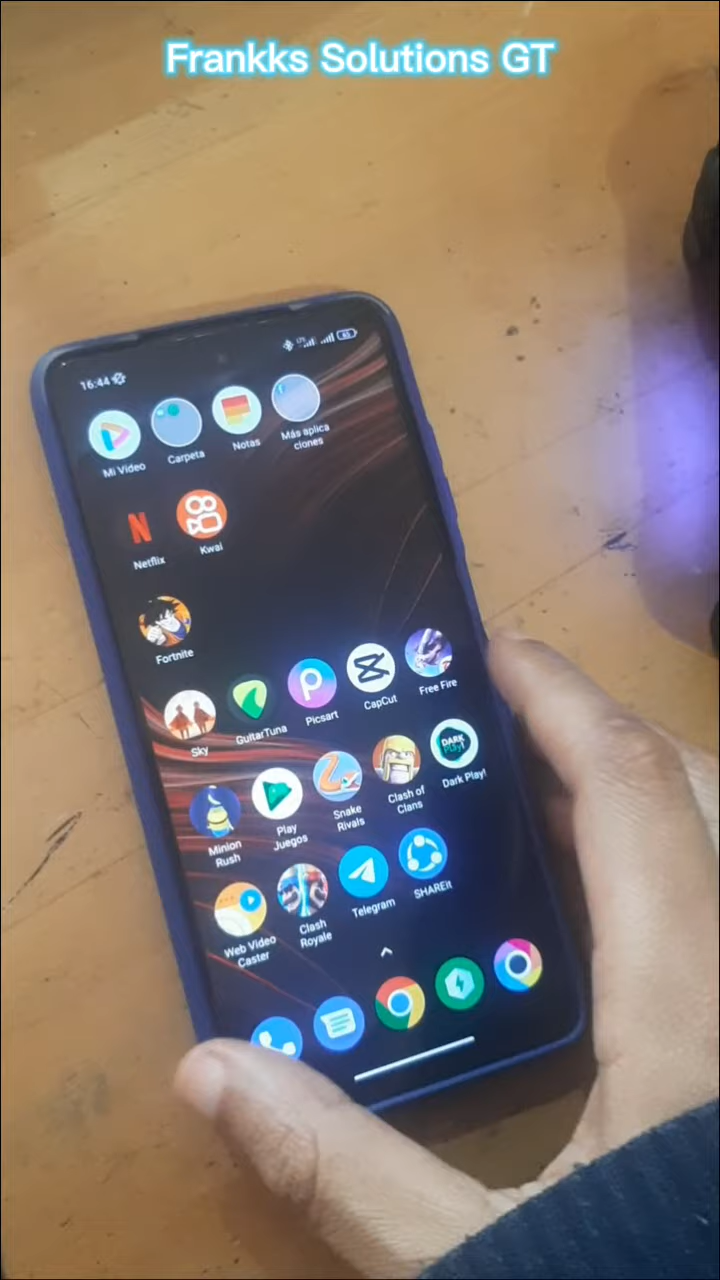 Frankks Solutions GT
16:44
Mi Video
Carpeta
Notas
Más aplica
ciones
Netflix
Kwai
Fortnite
Sky
GuitarTuna
Picsart
CapCut
Free Fire
Minion
Rush
Play
Juegos
Snake
Rivals
Clash of
Clans
DARK
PLAY!
Dark Play!
Web Video
Caster
Clash
Royale
Telegram
SHAREit